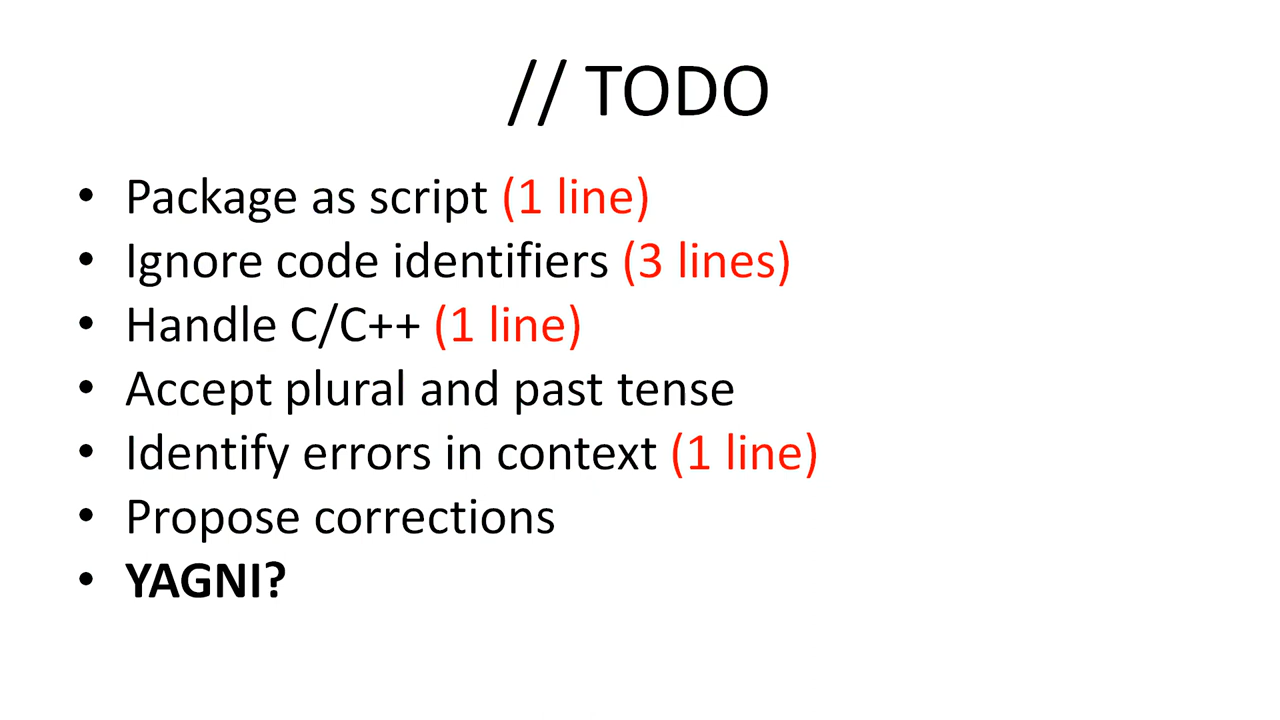 // TODO
• Package as script (1 line)
• Ignore code identifiers (3 lines)
• Handle C/C++ (1 line)
• Accept plural and past tense
• Identify errors in context (1 line)
• Propose corrections
• YAGNI?